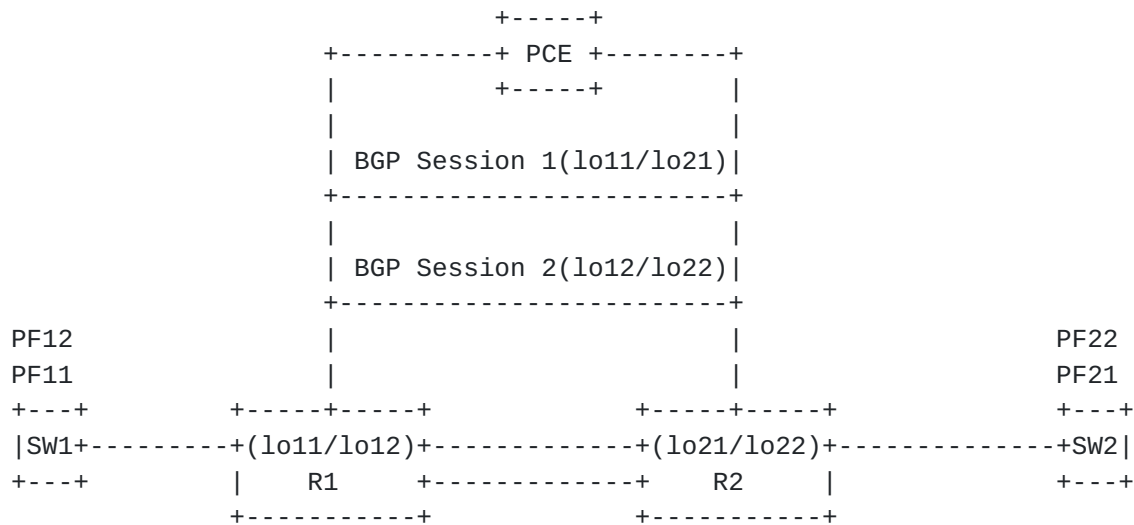 PCE
BGP Session 1(lo11/lo21)
BGP Session 2(lo12/lo22)
PF12 PF22
PF11 PF21
SW1 (lo11/lo12) (lo21/lo22) SW2
R1 R2